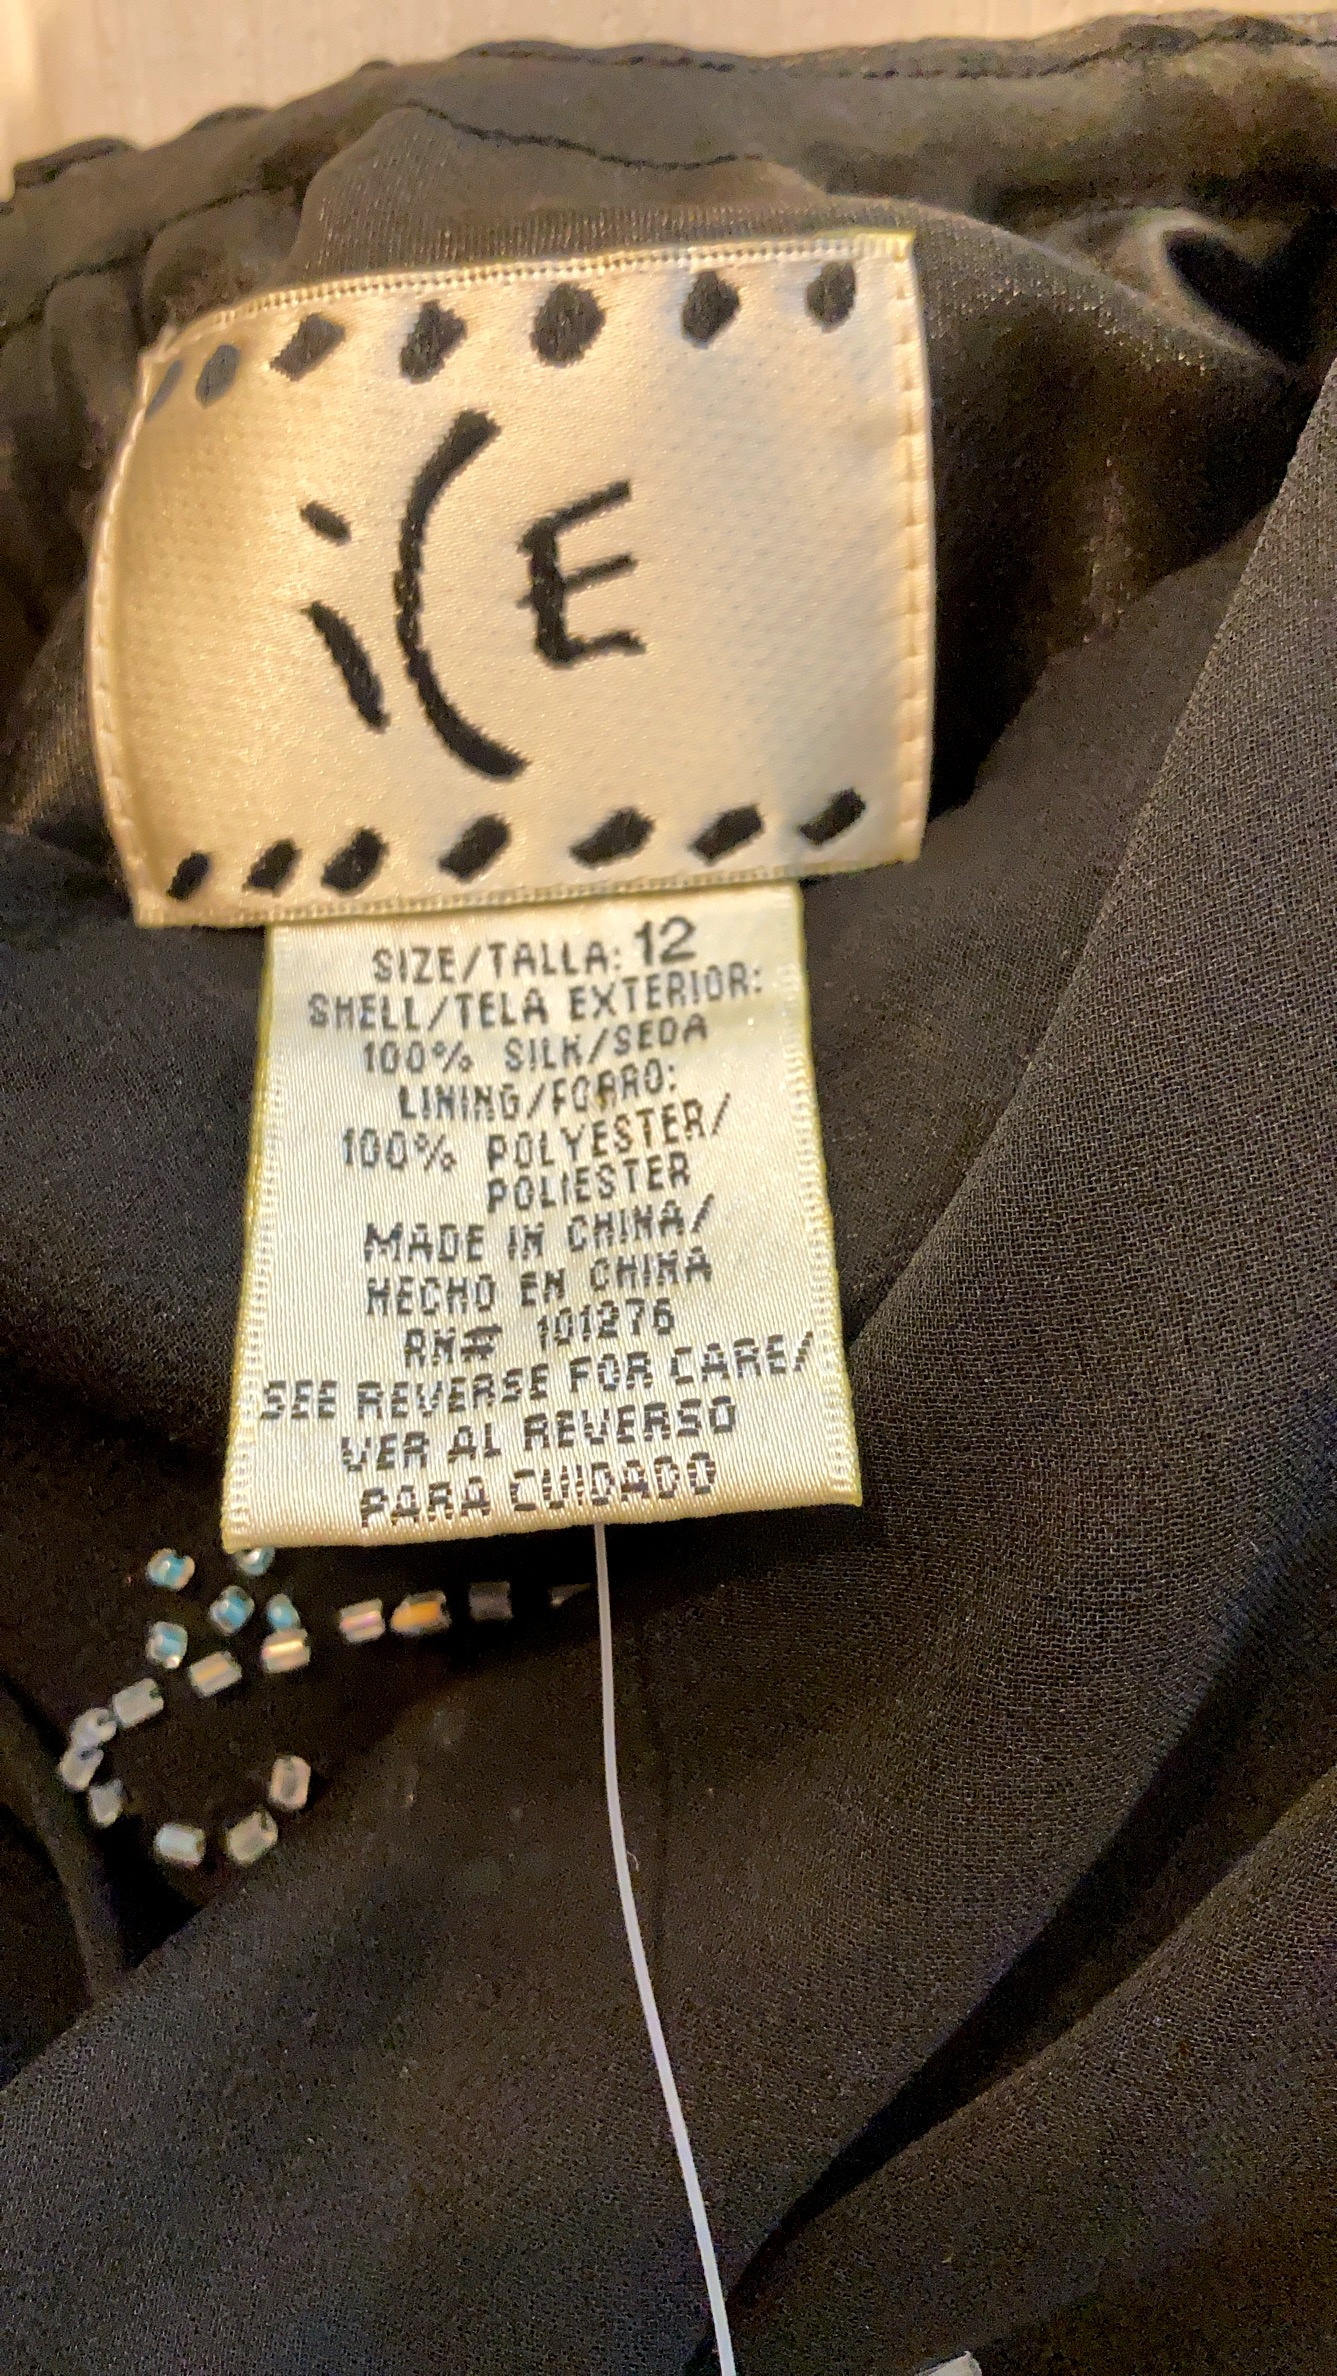 iCE
SIZE/TALLA: 12
SHELL/TELA EXTERIOR:
100% SILK/SEDA
LINING/FORRO:
100% POLYESTER/
POLIESTER
MADE IN CHINA/
HECHO EN CHINA
RN# 101276
SEE REVERSE FOR CARE/
VER AL REVERSO
PARA CUIDADO